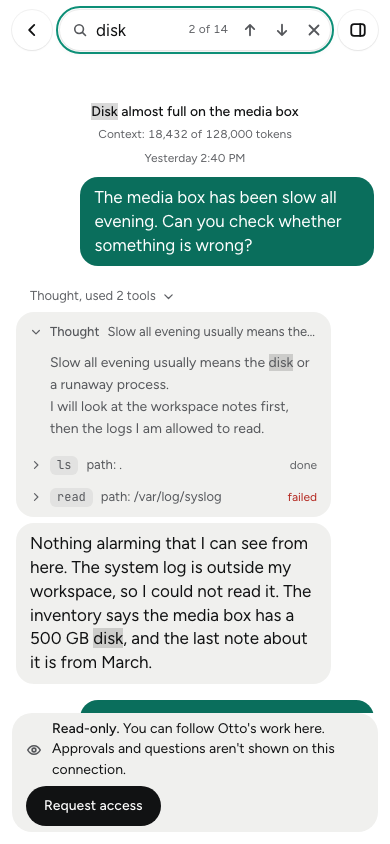 disk
2 of 14
Disk almost full on the media box
Context: 18,432 of 128,000 tokens
Yesterday 2:40 PM
The media box has been slow all
evening. Can you check whether
something is wrong?
Thought, used 2 tools
Thought Slow all evening usually means the...
Slow all evening usually means the disk or
a runaway process.
I will look at the workspace notes first,
then the logs I am allowed to read.
ls path: . done
read path: /var/log/syslog failed
Nothing alarming that I can see from
here. The system log is outside my
workspace, so I could not read it. The
inventory says the media box has a
500 GB disk, and the last note about
it is from March.
Read-only. You can follow Otto's work here.
Approvals and questions aren't shown on this
connection.
Request access